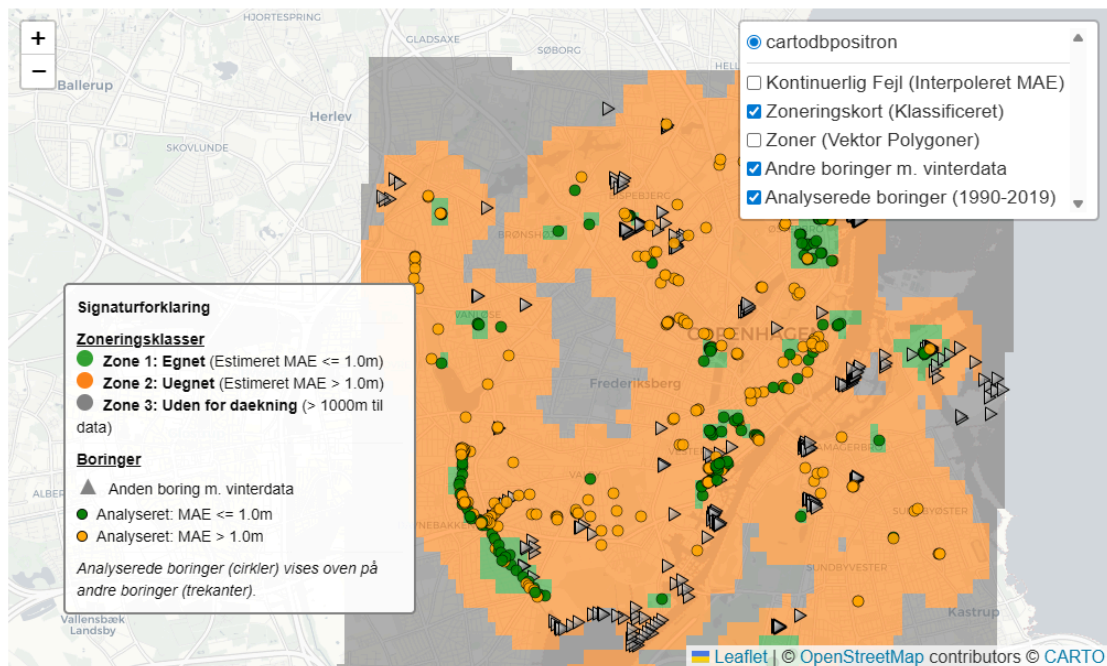 +
−
HJORTESPRING
GLADSAXE
SØBORG
Ballerup
Herlev
SKOVLUNDE
cartodbpositron
Kontinuerlig Fejl (Interpoleret MAE)
Zoneringskort (Klassificeret)
Zoner (Vektor Polygoner)
Andre boringer m. vinterdata
Analyserede boringer (1990-2019)
BISPEBJERG
VANLØSE
COPENHAGEN
Frederiksberg
VALBY
SUNDBYØSTER
SUNDBYVESTER
Kastrup
Signaturforklaring
Zoneringsklasser
Zone 1: Egnet (Estimeret MAE <= 1.0m)
Zone 2: Uegnet (Estimeret MAE > 1.0m)
Zone 3: Uden for daekning (> 1000m til
data)
Boringer
Anden boring m. vinterdata
Analyseret: MAE <= 1.0m
Analyseret: MAE > 1.0m
Analyserede boringer (cirkler) vises oven på
andre boringer (trekanter).
Vallensbæk
Landsby
Leaflet | © OpenStreetMap contributors © CARTO